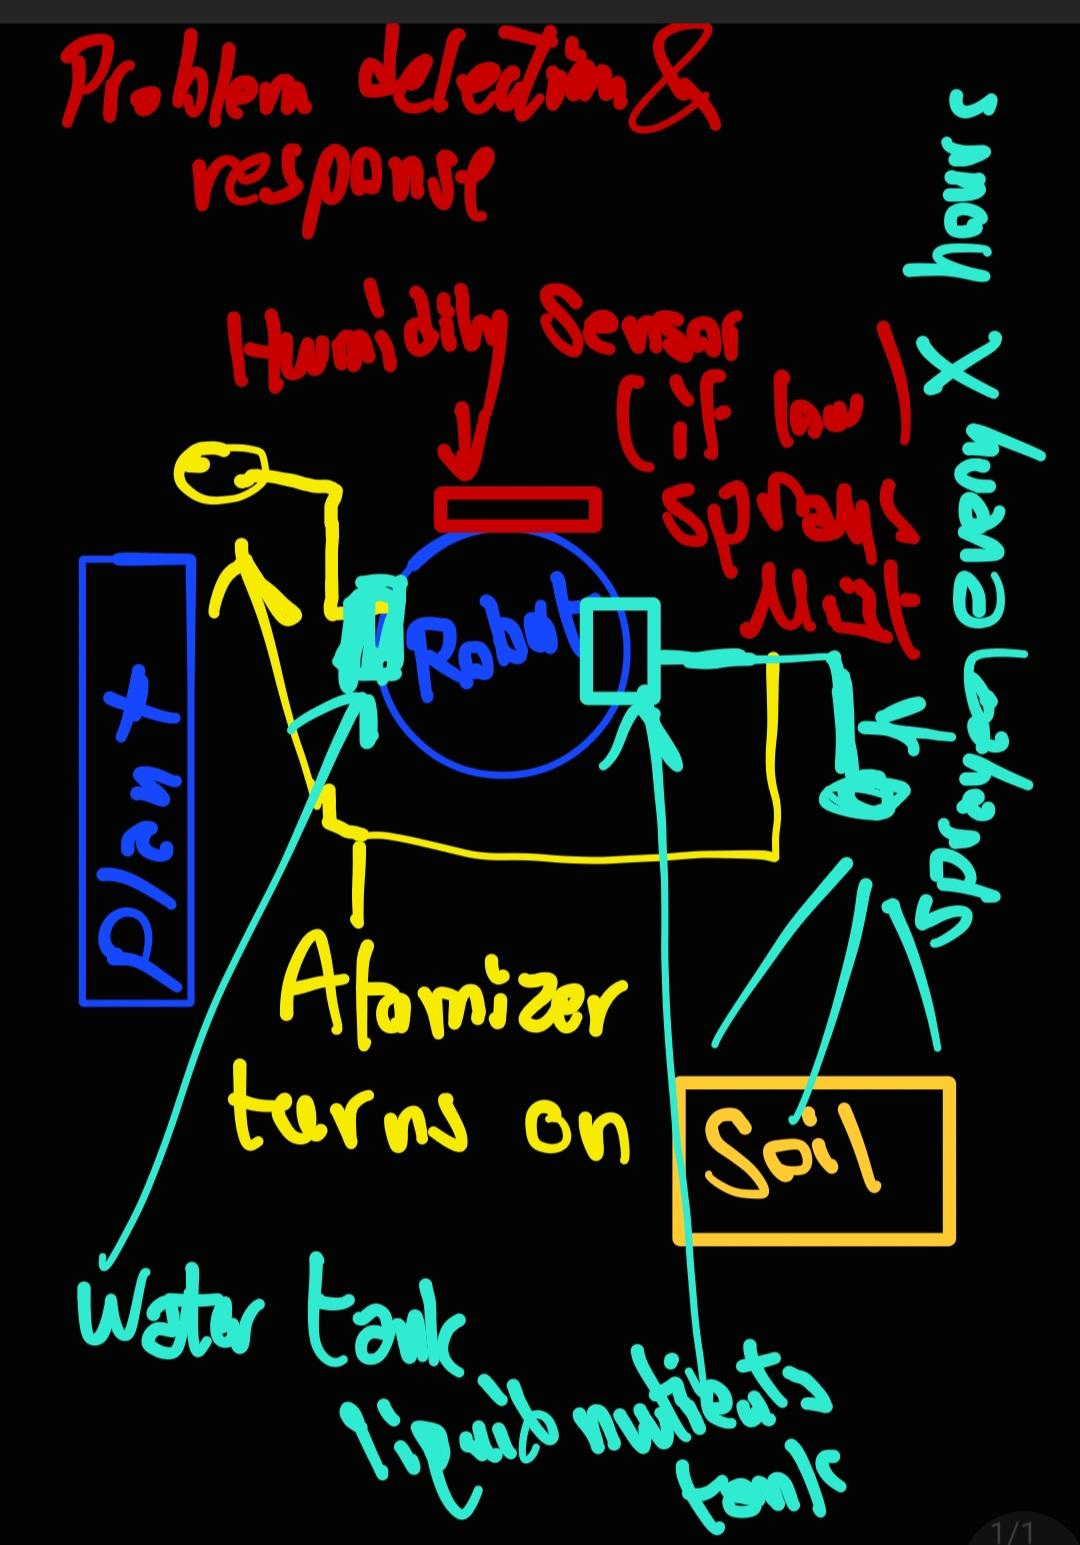 Problem detection &
response
Humidity Sensor
(if low)
sprays
Mist
Robot
Plant
Sprayed every X hours
Atomizer
turns on
Soil
Water tank
liquid nutrients
tank
1/1